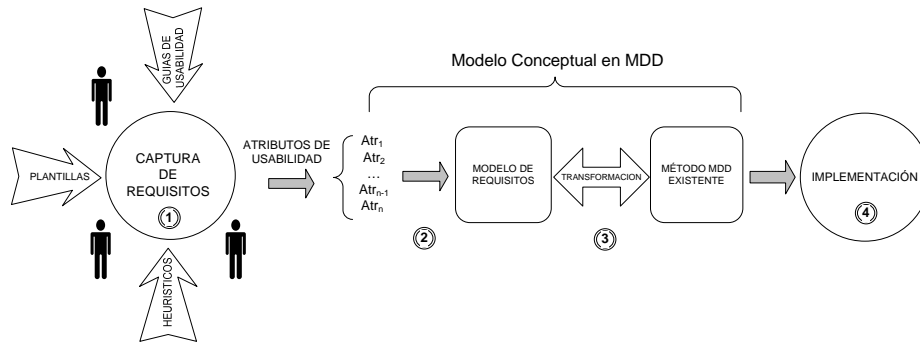 GUIAS DE
USABILIDAD
Modelo Conceptual en MDD
PLANTILLAS
CAPTURA
DE
REQUISITOS
1
HEURISTICOS
ATRIBUTOS DE
USABILIDAD
Atr1
Atr2
...
Atrn-1
Atrn
2
MODELO DE
REQUISITOS
TRANSFORMACION
3
MÉTODO MDD
EXISTENTE
IMPLEMENTACIÓN
4